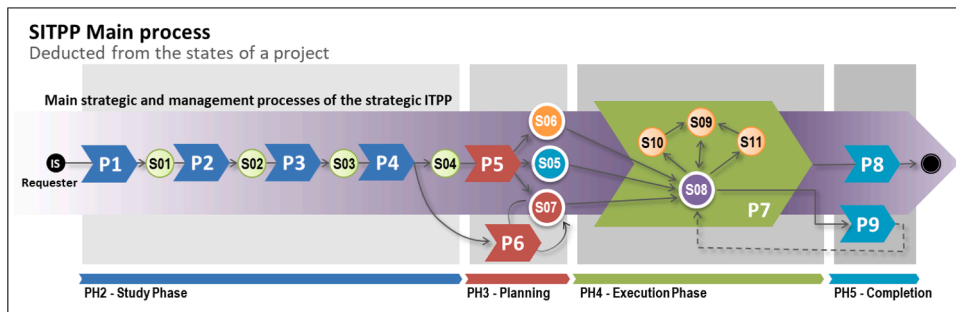 SITPP Main process
Deducted from the states of a project
Main strategic and management processes of the strategic ITPP
IS
Requester
P1
S01
P2
S02
P3
S03
P4
S04
P5
S06
S05
S07
P6
S10
S09
S11
S08
P7
P8
P9
PH2 - Study Phase
PH3 - Planning
PH4 - Execution Phase
PH5 - Completion